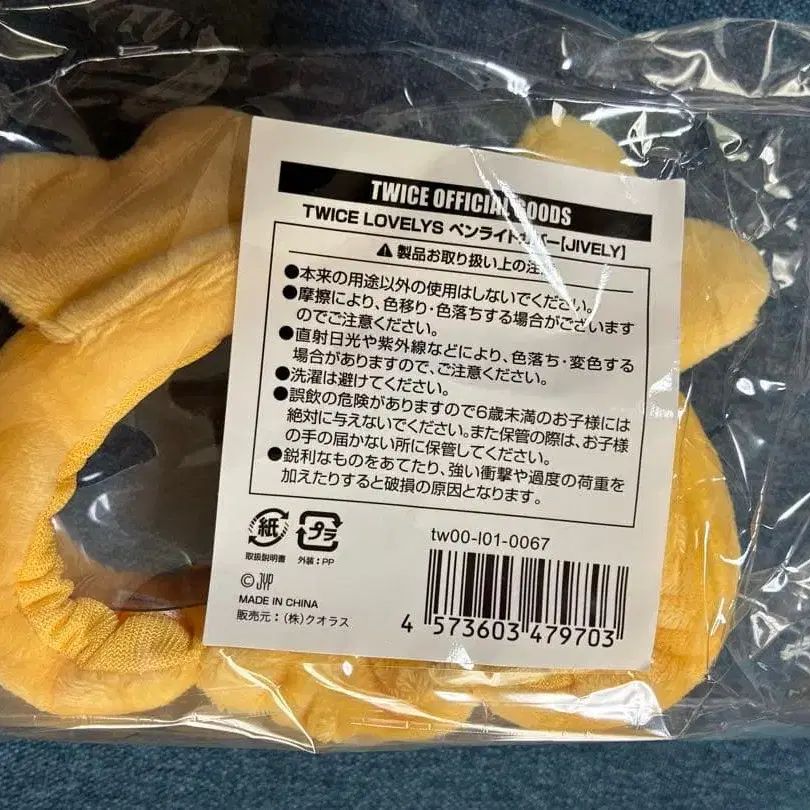 TWICE OFFICIAL GOODS
TWICE LOVELYS ペンライトカバー[JIVELY]
製品お取り扱い上の注意
●本来の用途以外の使用はしないでください。
●摩擦により、色移り・色落ちする場合がございます
のでご注意ください。
●直射日光や紫外線などにより、色落ち・変色する
場合がありますので、ご注意ください。
●洗濯は避けてください。
●誤飲の危険がありますので6歳未満のお子様には
絶対に与えないでください。また保管の際は、お子様
の手の届かない所に保管してください。
●鋭利なものをあてたり、強い衝撃や過度の荷重を
加えたりすると破損の原因となります。
紙 プラ
取扱説明書 外装:PP
tw00-l01-0067
©JYP
MADE IN CHINA
販売元:(株)クオラス
4 573603 479703